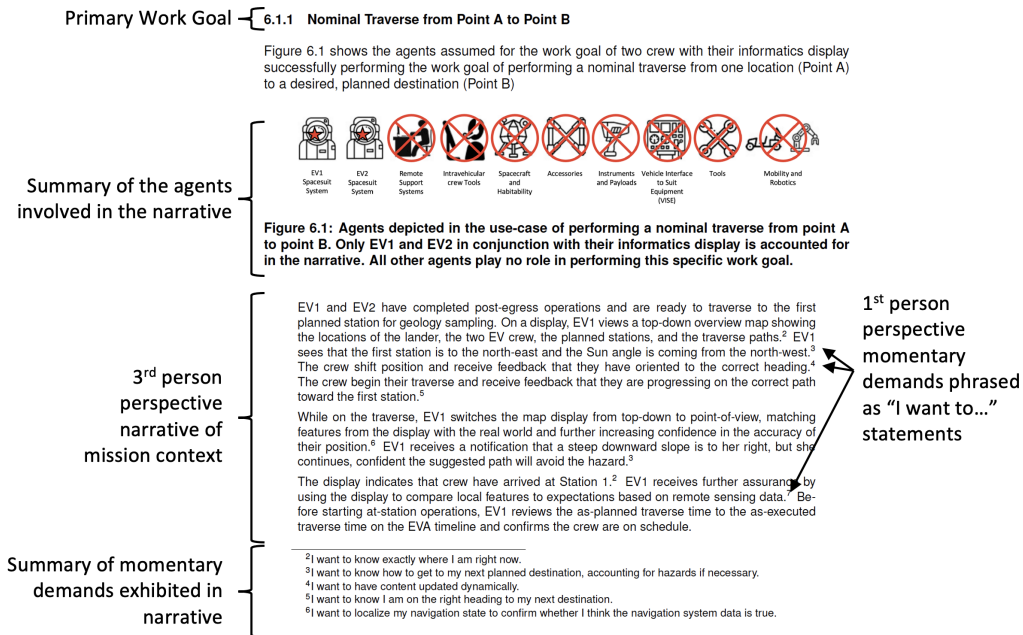 Primary Work Goal
6.1.1 Nominal Traverse from Point A to Point B
Figure 6.1 shows the agents assumed for the work goal of two crew with their informatics display
successfully performing the work goal of performing a nominal traverse from one location (Point A)
to a desired, planned destination (Point B)
Summary of the agents
involved in the narrative
EV1
Spacesuit
System
EV2
Spacesuit
System
Remote
Support
Systems
Intravehicular
crew Tools
Spacecraft
and
Habitability
Accessories
Instruments
and Payloads
Vehicle Interface
to Suit
Equipment
(VISE)
Tools
Mobility and
Robotics
Figure 6.1: Agents depicted in the use-case of performing a nominal traverse from point A
to point B. Only EV1 and EV2 in conjunction with their informatics display is accounted for
in the narrative. All other agents play no role in performing this specific work goal.
3rd person
perspective
narrative of
mission context
EV1 and EV2 have completed post-egress operations and are ready to traverse to the first
planned station for geology sampling. On a display, EV1 views a top-down overview map showing
the locations of the lander, the two EV crew, the planned stations, and the traverse paths.2 EV1
sees that the first station is to the north-east and the Sun angle is coming from the north-west.3
The crew shift position and receive feedback that they have oriented to the correct heading.4
The crew begin their traverse and receive feedback that they are progressing on the correct path
toward the first station.5
While on the traverse, EV1 switches the map display from top-down to point-of-view, matching
features from the display with the real world and further increasing confidence in the accuracy of
their position.6 EV1 receives a notification that a steep downward slope is to her right, but she
continues, confident the suggested path will avoid the hazard.3
The display indicates that crew have arrived at Station 1.2 EV1 receives further assurance by
using the display to compare local features to expectations based on remote sensing data.7 Be-
fore starting at-station operations, EV1 reviews the as-planned traverse time to the as-executed
traverse time on the EVA timeline and confirms the crew are on schedule.
1st person
perspective
momentary
demands phrased
as “I want to…”
statements
Summary of momentary
demands exhibited in
narrative
2I want to know exactly where I am right now.
3I want to know how to get to my next planned destination, accounting for hazards if necessary.
4I want to have content updated dynamically.
5I want to know I am on the right heading to my next destination.
6I want to localize my navigation state to confirm whether I think the navigation system data is true.